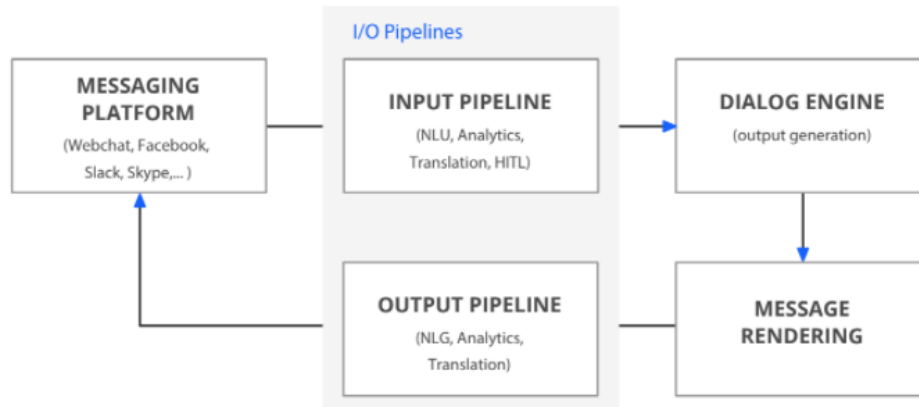 I/O Pipelines
MESSAGING
PLATFORM
(Webchat, Facebook,
Slack, Skype,... )
INPUT PIPELINE
(NLU, Analytics,
Translation, HITL)
DIALOG ENGINE
(output generation)
OUTPUT PIPELINE
(NLG, Analytics,
Translation)
MESSAGE
RENDERING